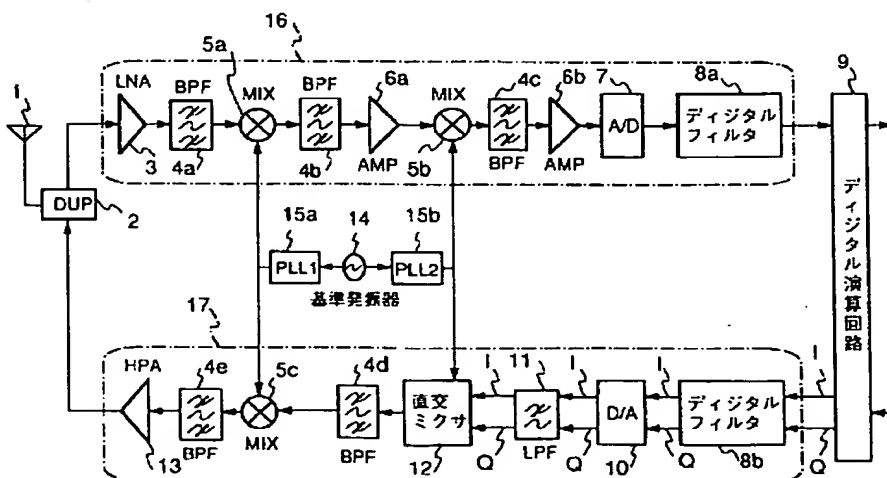 16
5a
LNA
BPF
MIX
BPF
6a
MIX
4c
6b
7
8a
9
1
3
4a
4b
AMP
5b
BPF
AMP
A/D
ディジタル
フィルタ
DUP
2
15a
14
15b
PLL1
PLL2
基準発振器
ディジタル演算回路
17
HPA
4e
5c
4d
直交
ミクサ
I
11
I
D/A
I
ディジタル
フィルタ
I
13
BPF
MIX
BPF
12
Q
LPF
Q
10
Q
8b
Q